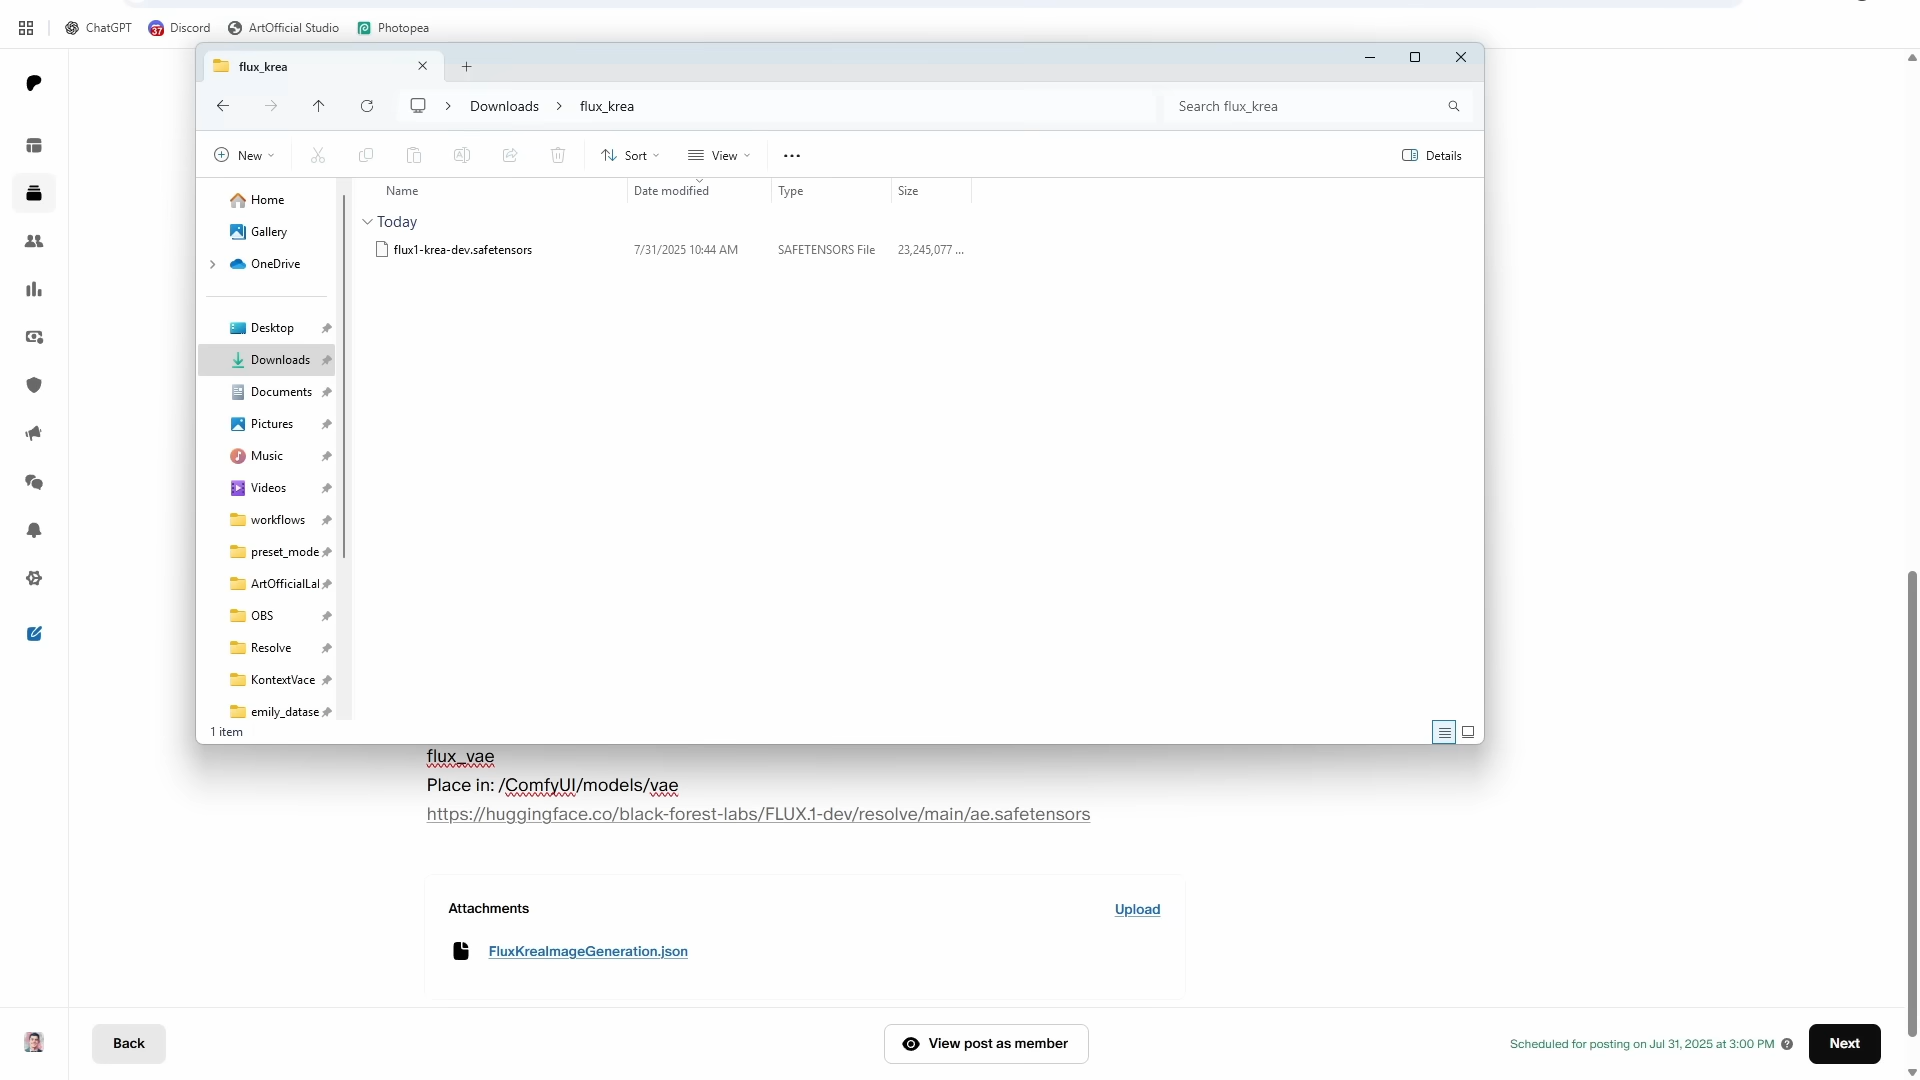 ChatGPT
37
Discord
ArtOfficial Studio
Photopea
flux_krea
Downloads
flux_krea
Search flux_krea
New
Sort
View
Details
Name
Date modified
Type
Size
Home
Gallery
OneDrive
Desktop
Downloads
Documents
Pictures
Music
Videos
workflows
preset_mode
ArtOfficialLal
OBS
Resolve
KontextVace
emily_datase
Today
flux1-krea-dev.safetensors
7/31/2025 10:44 AM
SAFETENSORS File
23,245,077 ...
1 item
flux_vae
Place in: /ComfyUI/models/vae
https://huggingface.co/black-forest-labs/FLUX.1-dev/resolve/main/ae.safetensors
Attachments
Upload
FluxKreaImageGeneration.json
Back
View post as member
Scheduled for posting on Jul 31, 2025 at 3:00 PM
Next